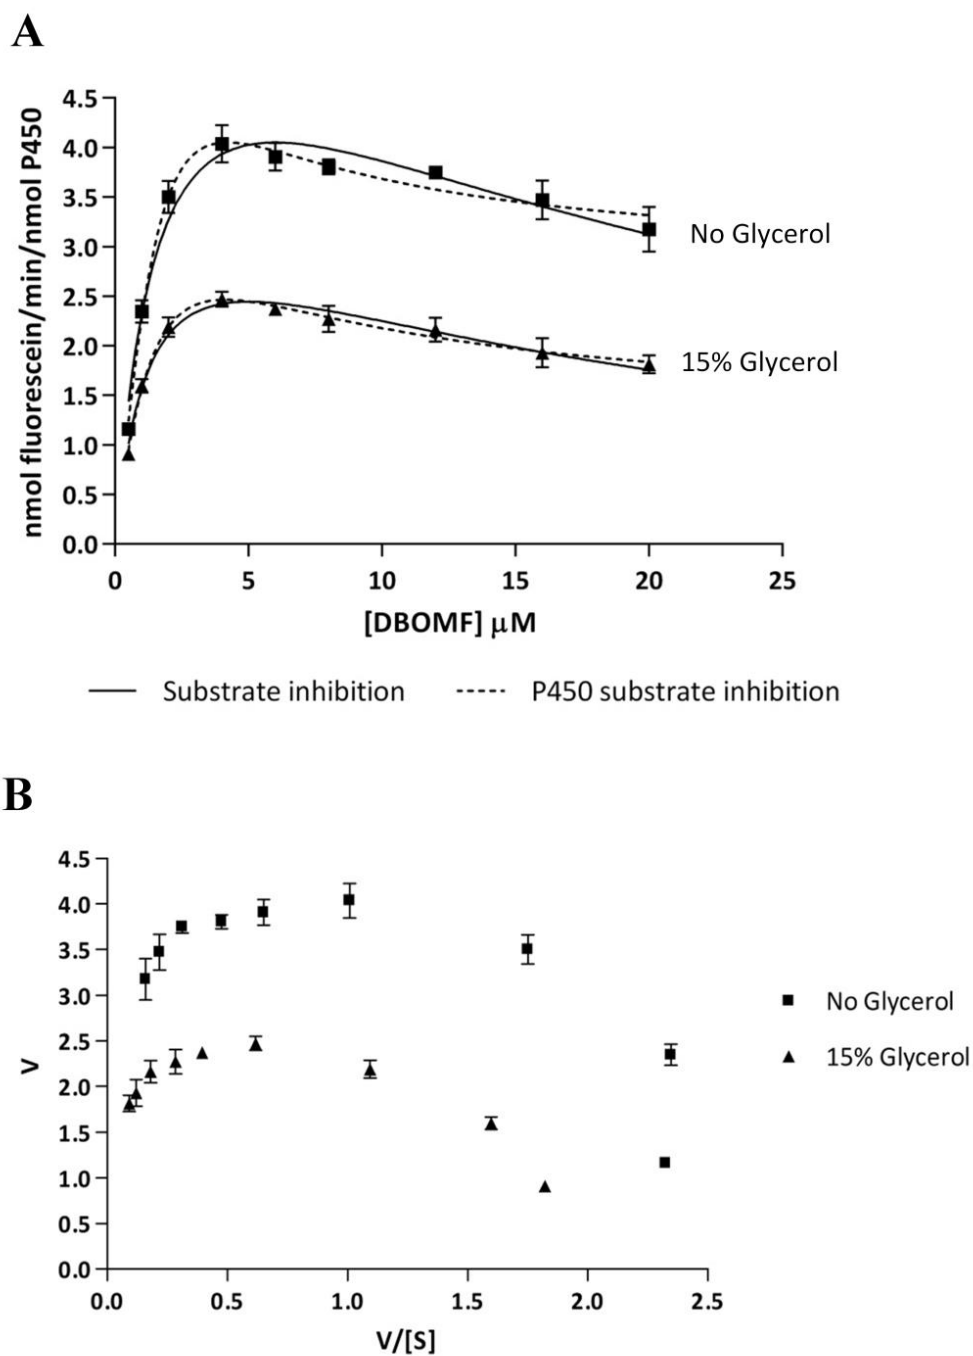 A
nmol fluorescein/min/nmol P450
4.5
4.0
3.5
3.0
2.5
2.0
1.5
1.0
0.5
0.0
No Glycerol
15% Glycerol
0 5 10 15 20 25
[DBOMF] μM
Substrate inhibition P450 substrate inhibition
B
V
4.5
4.0
3.5
3.0
2.5
2.0
1.5
1.0
0.5
0.0
No Glycerol
15% Glycerol
0.0 0.5 1.0 1.5 2.0 2.5
V/[S]